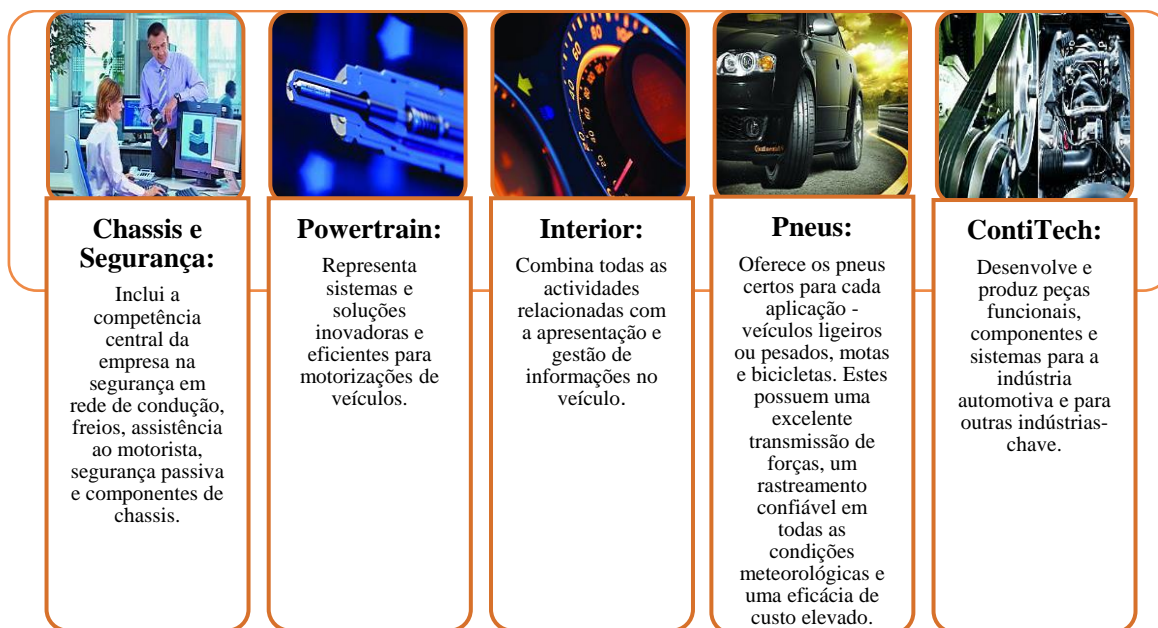 Chassis e
Segurança:
Inclui a
competência
central da
empresa na
segurança em
rede de condução,
freios, assistência
ao motorista,
segurança passiva
e componentes de
chassis.
Powertrain:
Representa
sistemas e
soluções
inovadoras e
eficientes para
motorizações de
veículos.
Interior:
Combina todas as
actividades
relacionadas com
a apresentação e
gestão de
informações no
veículo.
Pneus:
Oferece os pneus
certos para cada
aplicação -
veículos ligeiros
ou pesados, motas
e bicicletas. Estes
possuem uma
excelente
transmissão de
forças, um
rastreamento
confiável em
todas as
condições
meteorológicas e
uma eficácia de
custo elevado.
ContiTech:
Desenvolve e
produz peças
funcionais,
componentes e
sistemas para a
indústria
automotiva e para
outras indústrias-
chave.